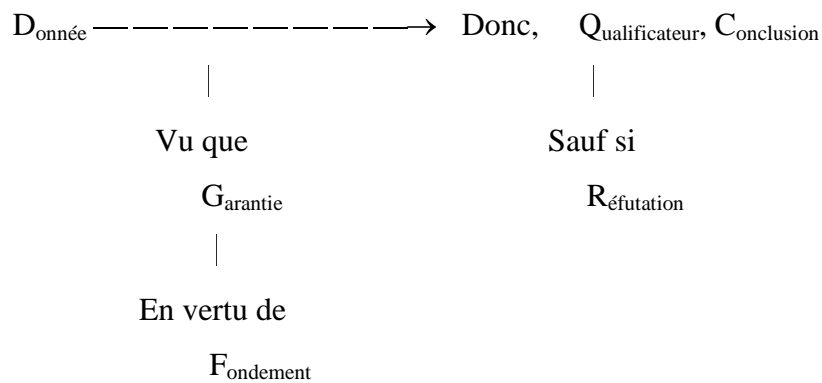 Donnée Donc, Qualificateur, Conclusion
Vu que Sauf si
Garantie Réfutation
En vertu de
Fondement